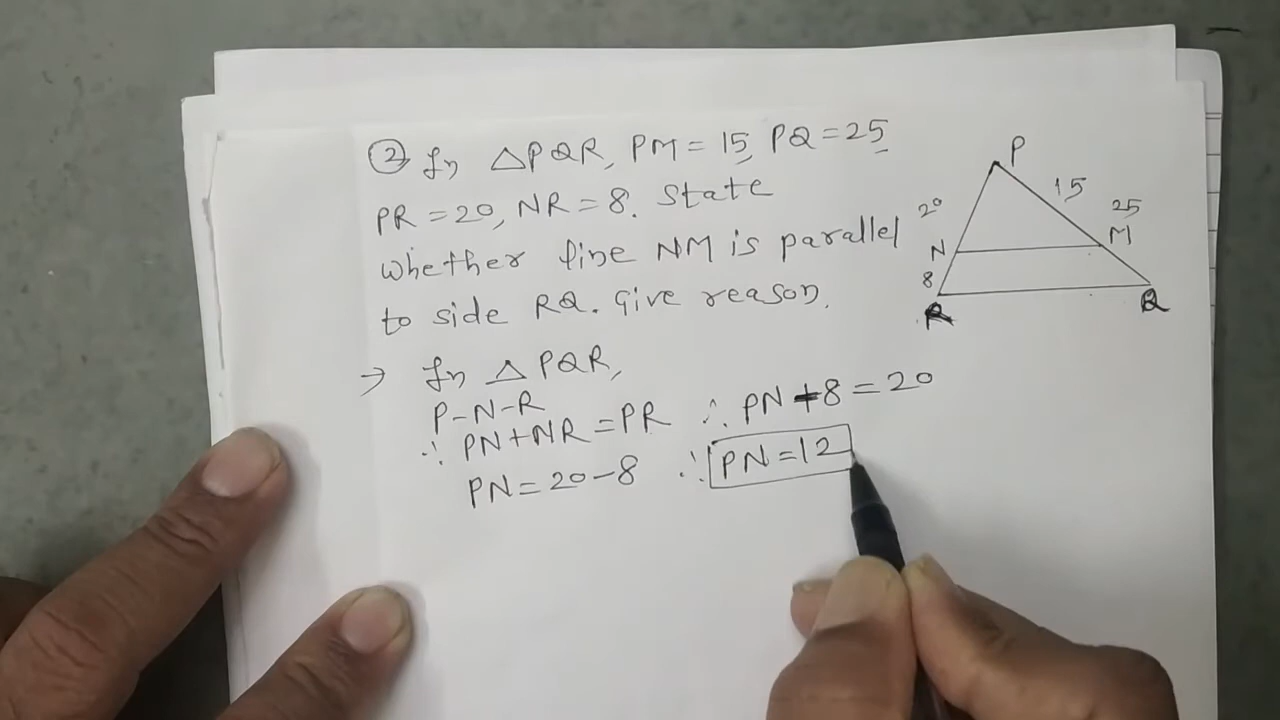 ② In △PQR, PM = 15, PQ = 25
PR = 20, NR = 8. State
whether line NM is parallel
to side RQ. Give reason.
→ In △ PQR,
P-N-R
∴ PN+NR = PR ∴ PN + 8 = 20
PN = 20-8 ∴ PN = 12
P
15
20
25
M
N
8
R
Q